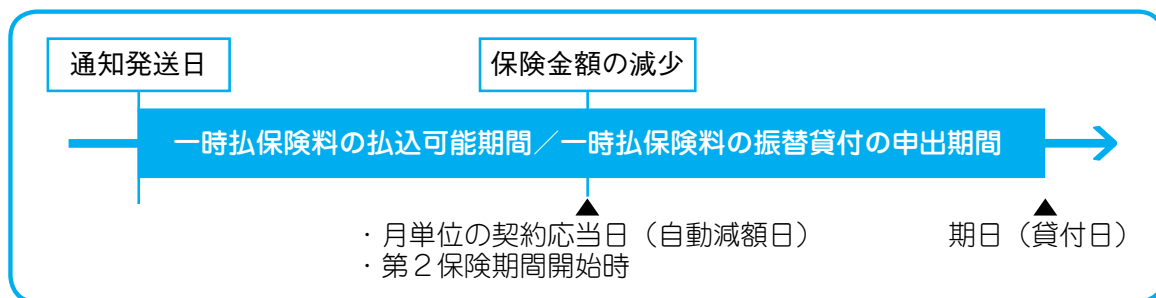 通知発送日
保険金額の減少
一時払保険料の払込可能期間／一時払保険料の振替貸付の申出期間
・月単位の契約応当日（自動減額日）
・第２保険期間開始時
期日（貸付日）